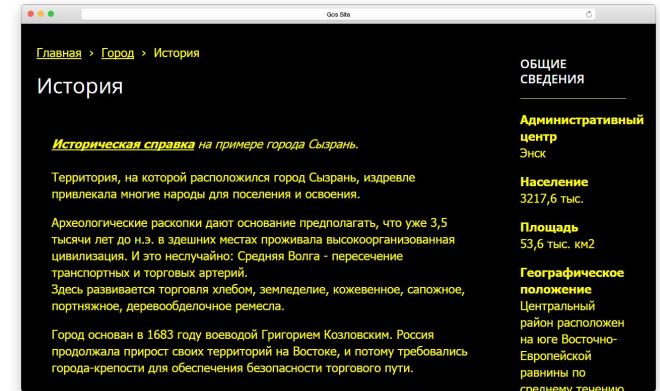 Gos Site
Главная › Город › История
История
Историческая справка на примере города Сызрань.
Территория, на которой расположился город Сызрань, издревле
привлекала многие народы для поселения и освоения.
Археологические раскопки дают основание предполагать, что уже 3,5
тысячи лет до н.э. в здешних местах проживала высокоорганизованная
цивилизация. И это неслучайно: Средняя Волга - пересечение
транспортных и торговых артерий.
Здесь развивается торговля хлебом, земледелие, кожевенное, сапожное,
портняжное, деревообделочное ремесла.
Город основан в 1683 году воеводой Григорием Козловским. Россия
продолжала прирост своих территорий на Востоке, и потому требовались
города-крепости для обеспечения безопасности торгового пути.
ОБЩИЕ
СВЕДЕНИЯ
Административный
центр
Энск
Население
3217,6 тыс.
Площадь
53,6 тыс. км2
Географическое
положение
Центральный
район расположен
на юге Восточно-
Европейской
равнины по
среднему течению